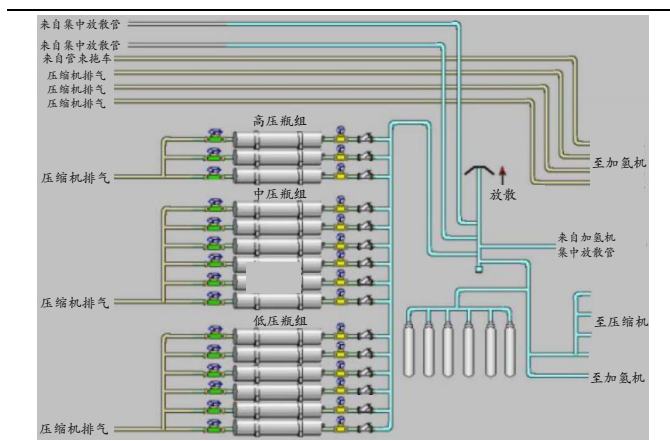 来自集中放散管
来自集中放散管
来自管束拖车
压缩机排气
压缩机排气
压缩机排气
高压瓶组
至加氢机
压缩机排气
放散
中压瓶组
来自加氢机
集中放散管
压缩机排气
低压瓶组
至压缩机
至加氢机
压缩机排气